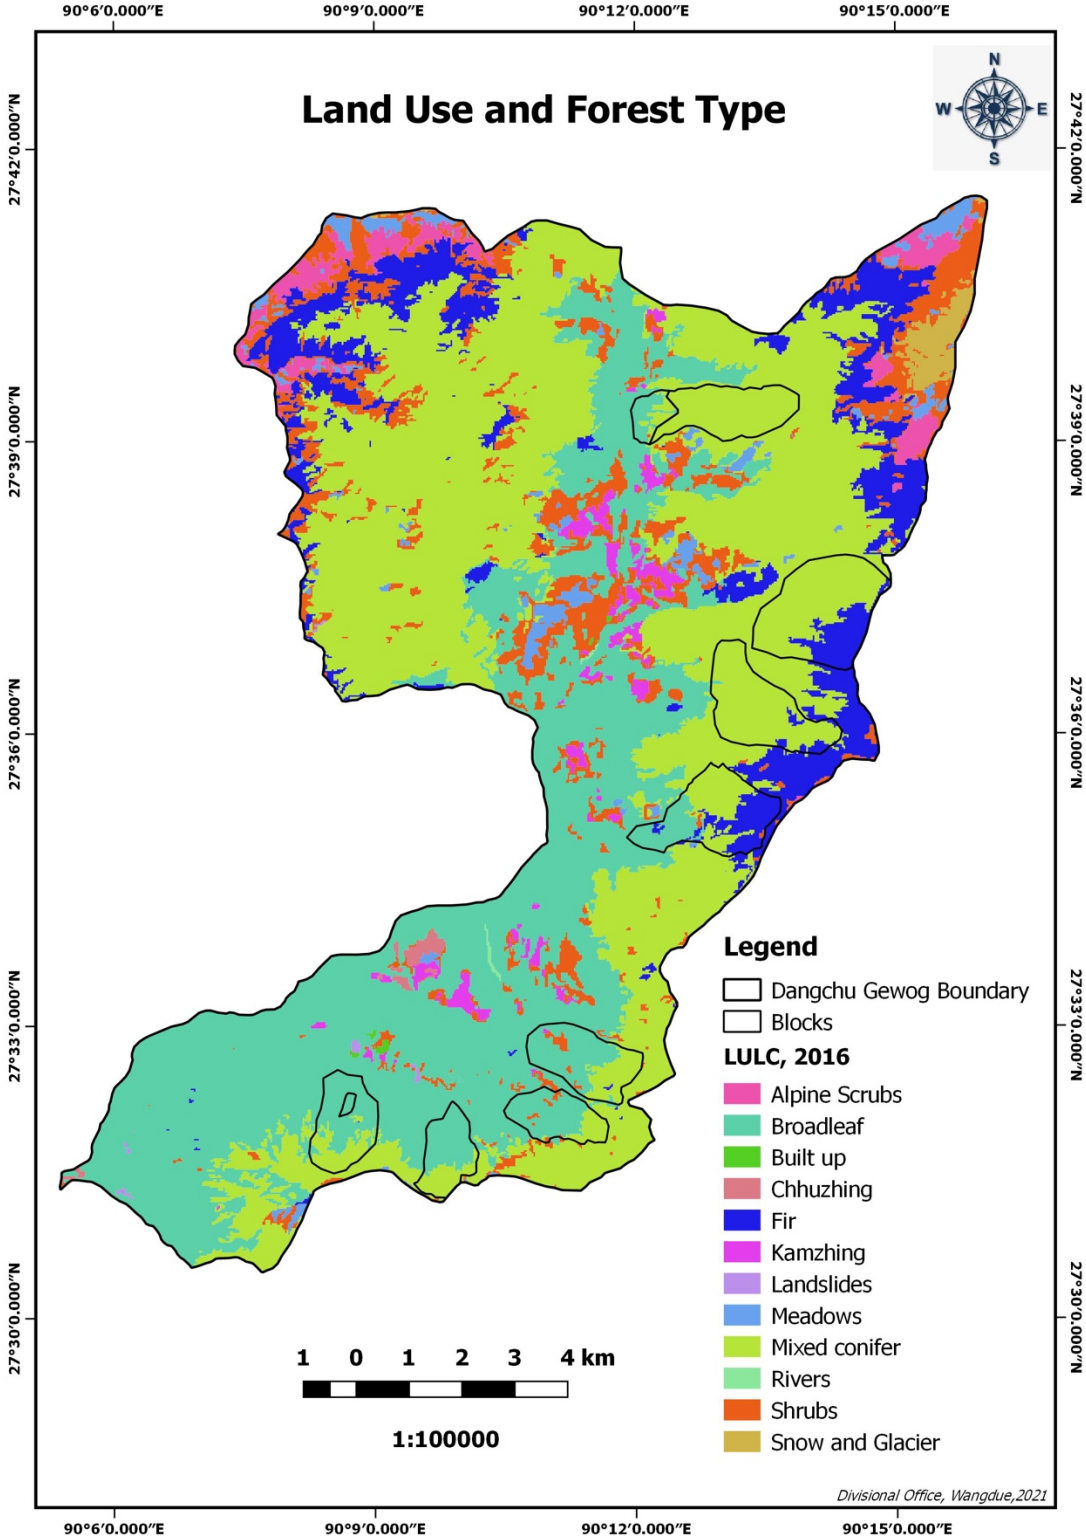 90°6′0.000″E 90°9′0.000″E 90°12′0.000″E 90°15′0.000″E
Land Use and Forest Type
N
W E
S
27°42′0.000″N 27°42′0.000″N
27°39′0.000″N 27°39′0.000″N
27°36′0.000″N 27°36′0.000″N
27°33′0.000″N 27°33′0.000″N
27°30′0.000″N 27°30′0.000″N
Legend
Dangchu Gewog Boundary
Blocks
LULC, 2016
Alpine Scrubs
Broadleaf
Built up
Chhuzhing
Fir
Kamzhing
Landslides
Meadows
Mixed conifer
Rivers
Shrubs
Snow and Glacier
1 0 1 2 3 4 km
1:100000
Divisional Office, Wangdue,2021
90°6′0.000″E 90°9′0.000″E 90°12′0.000″E 90°15′0.000″E